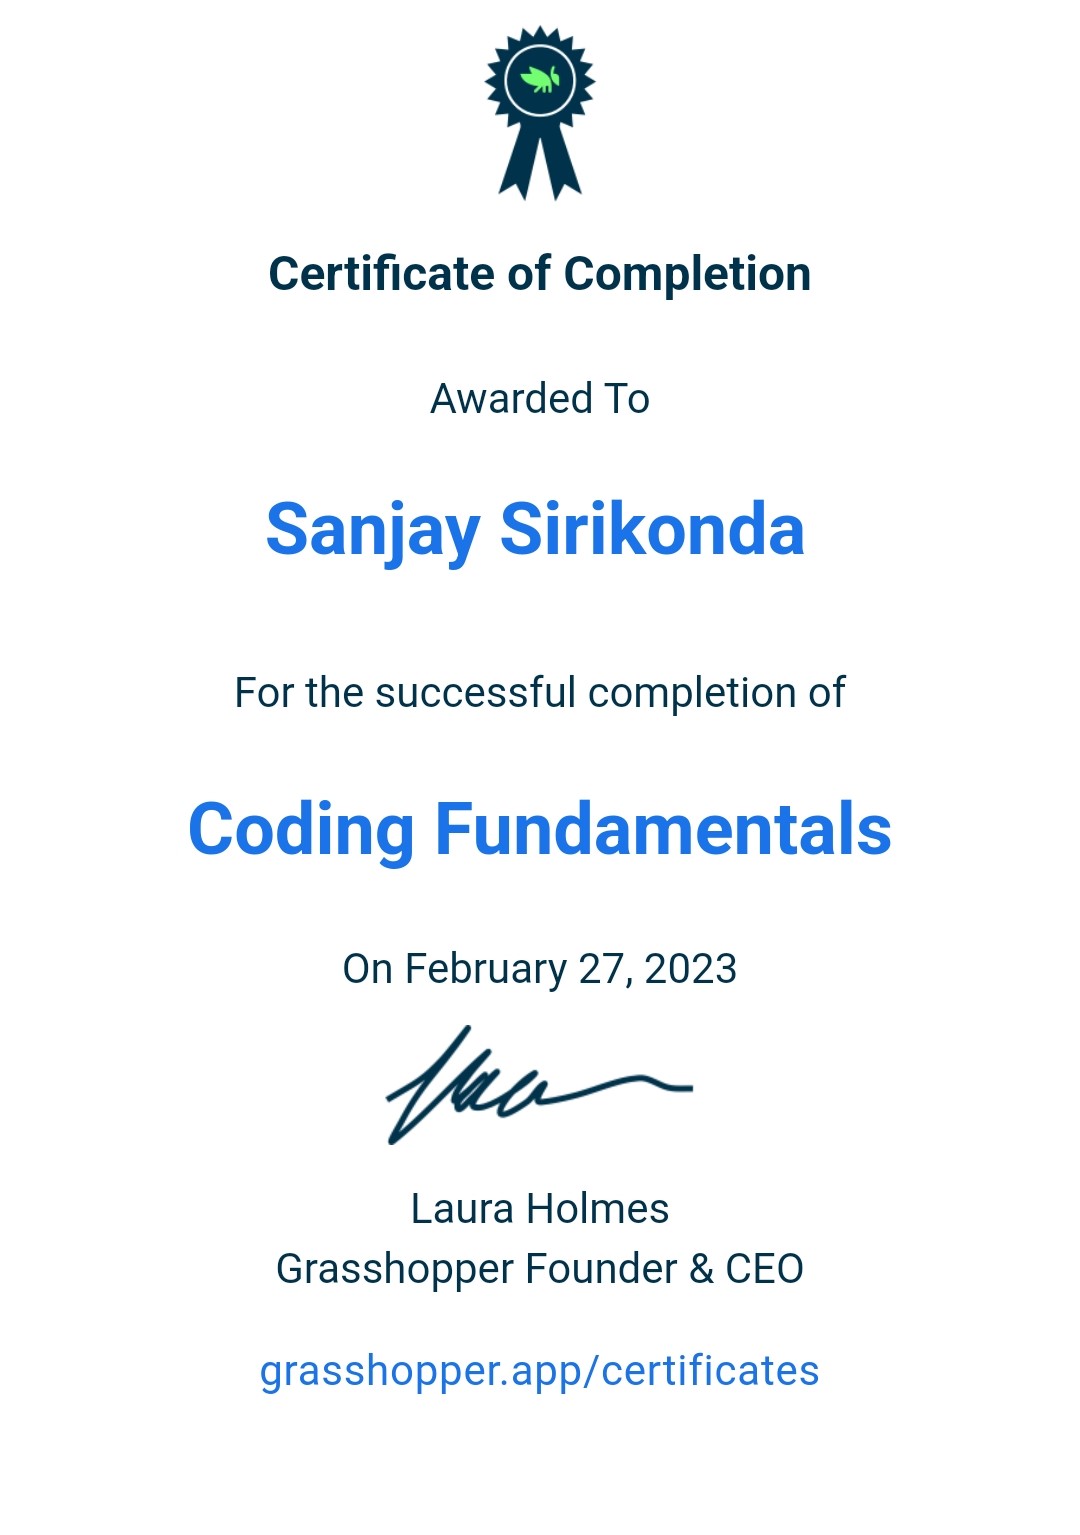 Certificate of Completion
Awarded To
Sanjay Sirikonda
For the successful completion of
Coding Fundamentals
On February 27, 2023
Laura Holmes
Grasshopper Founder & CEO
grasshopper.app/certificates